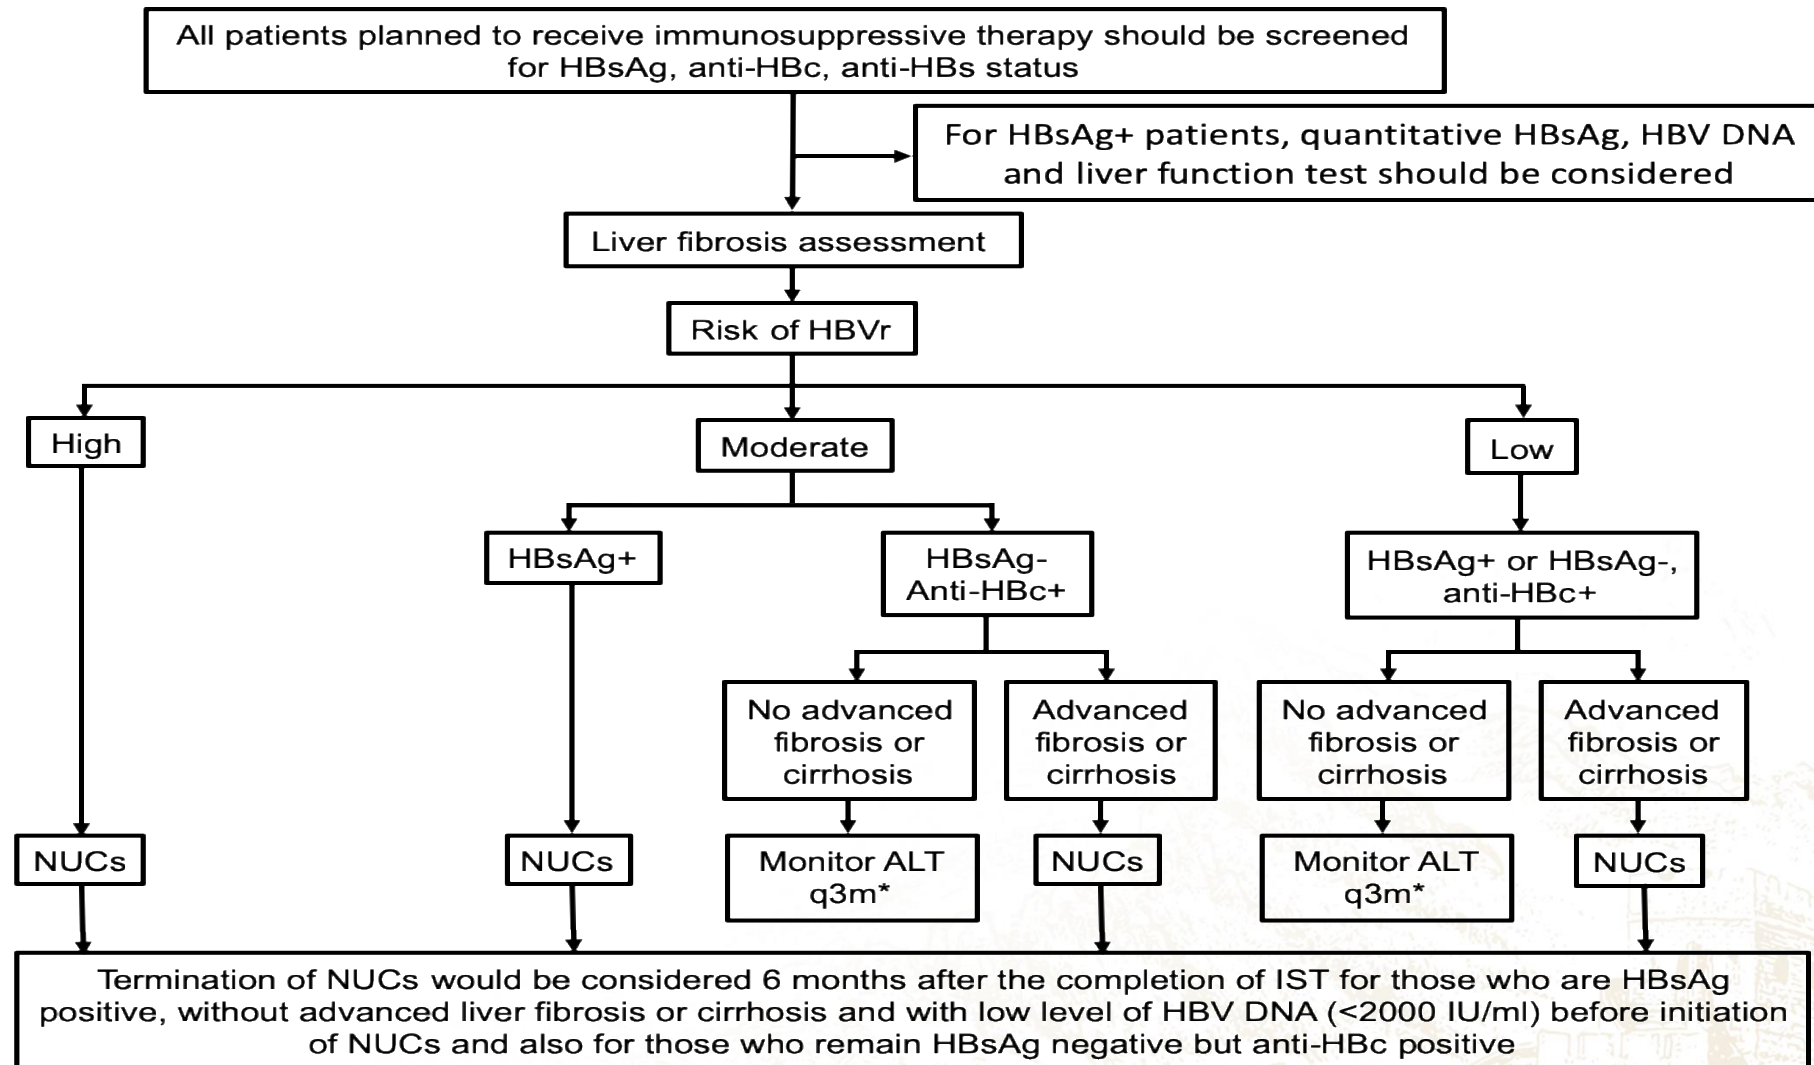 All patients planned to receive immunosuppressive therapy should be screened
for HBsAg, anti-HBc, anti-HBs status
For HBsAg+ patients, quantitative HBsAg, HBV DNA
and liver function test should be considered
Liver fibrosis assessment
Risk of HBVr
High
Moderate
Low
HBsAg+
HBsAg-
Anti-HBc+
HBsAg+ or HBsAg-,
anti-HBc+
No advanced
fibrosis or
cirrhosis
Advanced
fibrosis or
cirrhosis
No advanced
fibrosis or
cirrhosis
Advanced
fibrosis or
cirrhosis
NUCs
NUCs
Monitor ALT
q3m*
NUCs
Monitor ALT
q3m*
NUCs
Termination of NUCs would be considered 6 months after the completion of IST for those who are HBsAg
positive, without advanced liver fibrosis or cirrhosis and with low level of HBV DNA (<2000 IU/ml) before initiation
of NUCs and also for those who remain HBsAg negative but anti-HBc positive